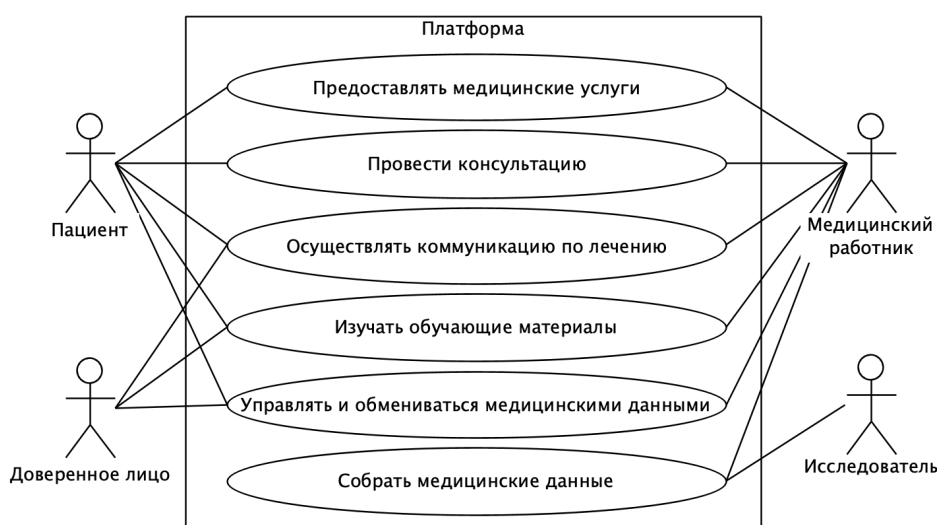 Платформа
Предоставлять медицинские услуги
Провести консультацию
Пациент
Медицинский
работник
Осуществлять коммуникацию по лечению
Изучать обучающие материалы
Управлять и обмениваться медицинскими данными
Доверенное лицо
Собрать медицинские данные
Исследователь